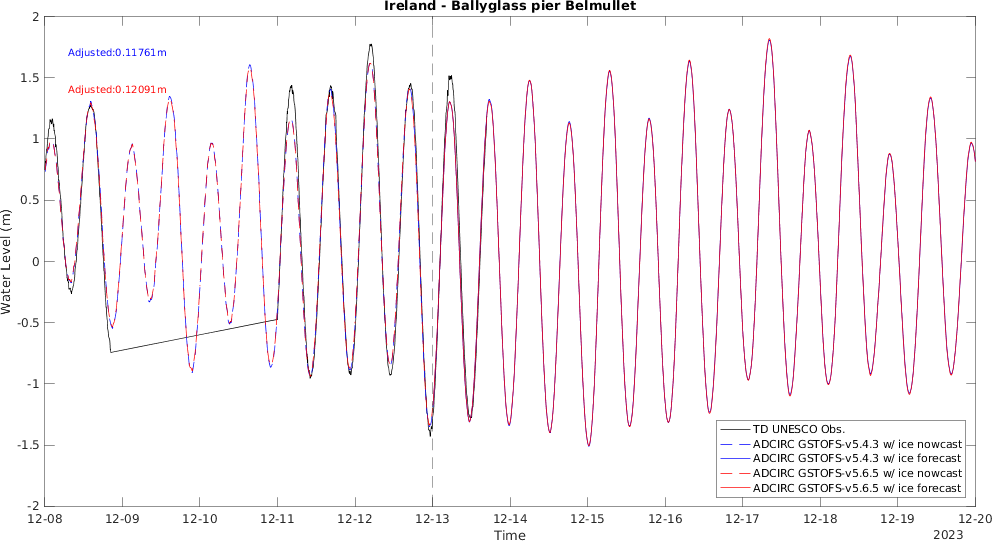 Ireland - Ballyglass pier Belmullet
2
Adjusted:0.11761m
1.5
Adjusted:0.12091m
1
0.5
0
-0.5
-1
-1.5
-2
Water Level (m)
TD UNESCO Obs.
ADCIRC GSTOFS-v5.4.3 w/ ice nowcast
ADCIRC GSTOFS-v5.4.3 w/ ice forecast
ADCIRC GSTOFS-v5.6.5 w/ ice nowcast
ADCIRC GSTOFS-v5.6.5 w/ ice forecast
12-08 12-09 12-10 12-11 12-12 12-13 12-14 12-15 12-16 12-17 12-18 12-19 12-20
Time
2023